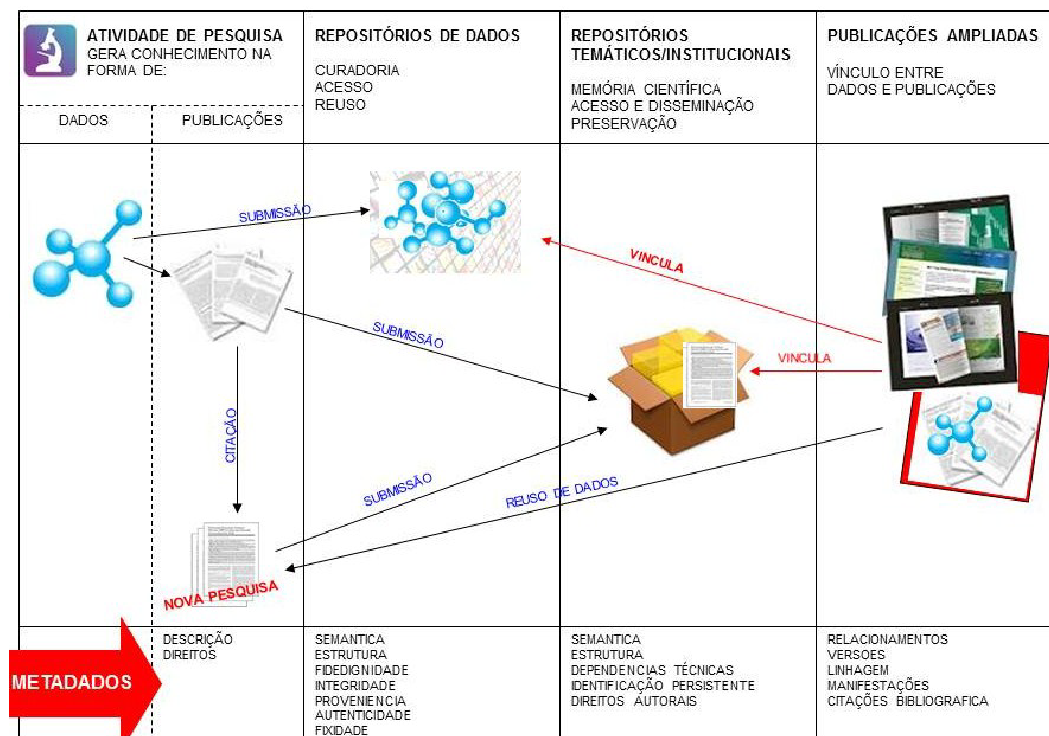 ATIVIDADE DE PESQUISA
GERA CONHECIMENTO NA
FORMA DE:
DADOS
PUBLICAÇÕES
REPOSITÓRIOS DE DADOS
CURADORIA
ACESSO
REUSO
REPOSITÓRIOS
TEMÁTICOS/INSTITUCIONAIS
MEMÓRIA CIENTÍFICA
ACESSO E DISSEMINAÇÃO
PRESERVAÇÃO
PUBLICAÇÕES AMPLIADAS
VÍNCULO ENTRE
DADOS E PUBLICAÇÕES
SUBMISSÃO
VINCULA
SUBMISSÃO
VINCULA
CITAÇÃO
SUBMISSÃO
REUSO DE DADOS
NOVA PESQUISA
METADADOS
DESCRIÇÃO
DIREITOS
SEMANTICA
ESTRUTURA
FIDEDIGNIDADE
INTEGRIDADE
PROVENIENCIA
AUTENTICIDADE
FIXIDADE
SEMANTICA
ESTRUTURA
DEPENDENCIAS TÉCNICAS
IDENTIFICAÇÃO PERSISTENTE
DIREITOS AUTORAIS
RELACIONAMENTOS
VERSOES
LINHAGEM
MANIFESTAÇÕES
CITAÇÕES BIBLIOGRAFICA